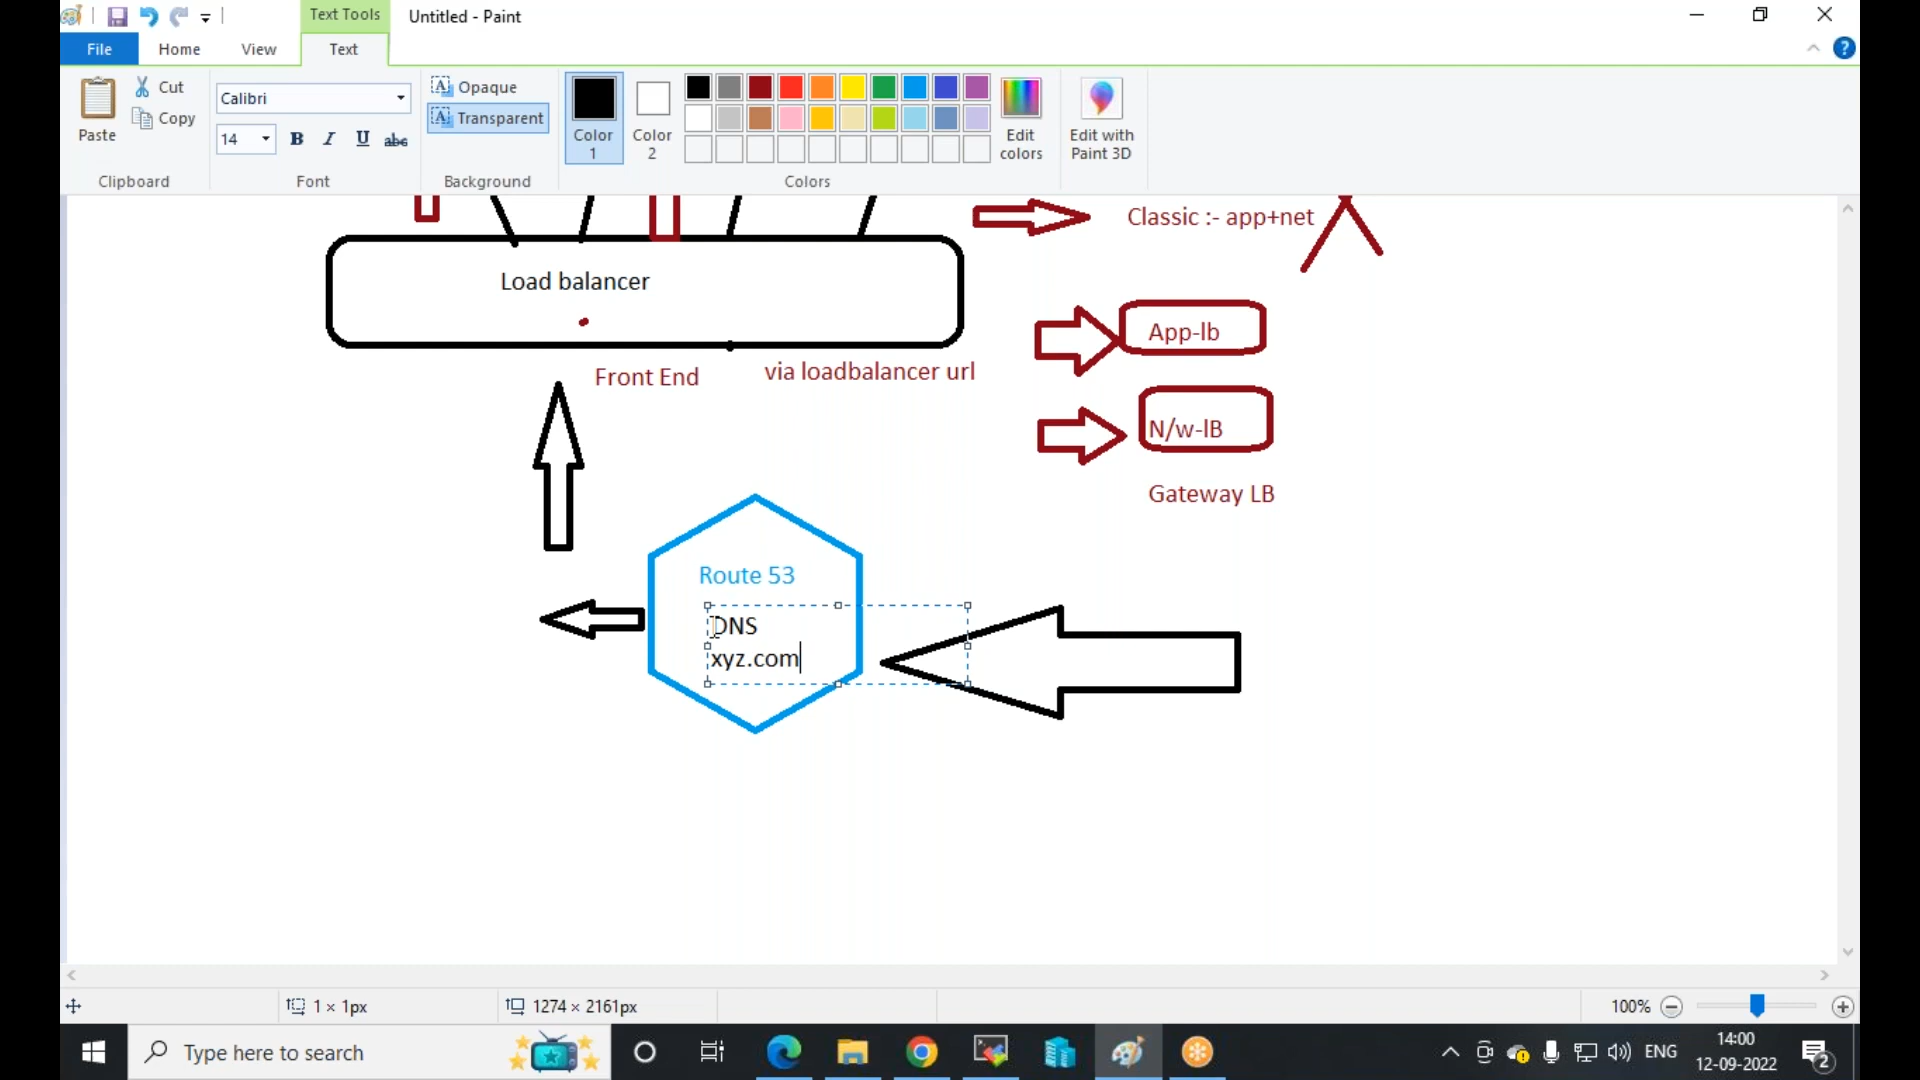 Text Tools
Untitled - Paint
File
Home
View
Text
Paste
Cut
Copy
Clipboard
Calibri
14
B I U abc
Font
Opaque
Transparent
Background
Color
1
Color
2
Colors
Edit
colors
Edit with
Paint 3D
Classic :- app+net
Load balancer
App-lb
Front End
via loadbalancer url
N/w-lB
Gateway LB
Route 53
DNS
xyz.com
1 × 1px
1274 × 2161px
100%
Type here to search
ENG
14:00
12-09-2022
2